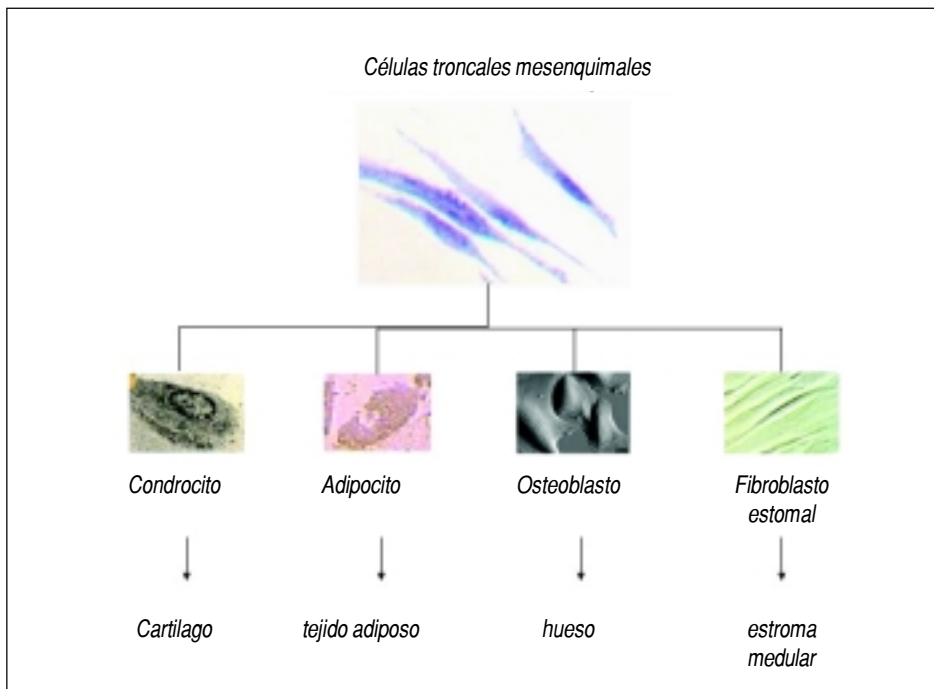 Células troncales mesenquimales
Condrocito
Adipocito
Osteoblasto
Fibroblasto
estomal
Cartilago
tejido adiposo
hueso
estroma
medular